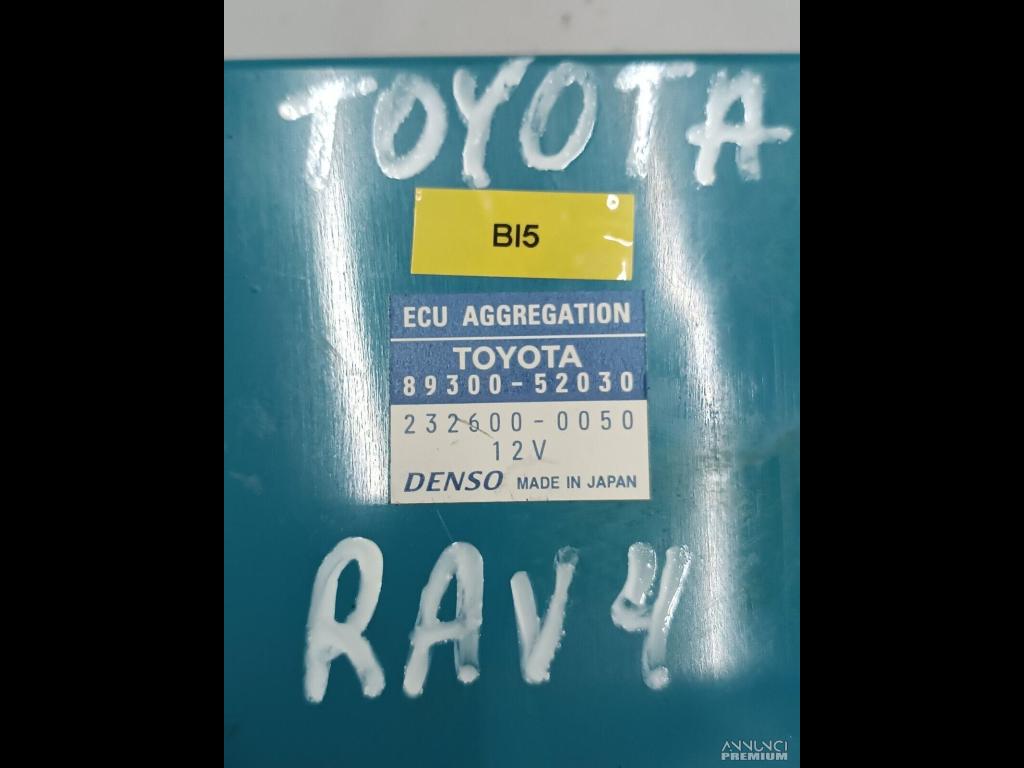 TOYOTA
BI5
ECU AGGREGATION
TOYOTA
89300-52030
232600-0050
12V
DENSO MADE IN JAPAN
RAV4
ANNUNCI
PREMIUM